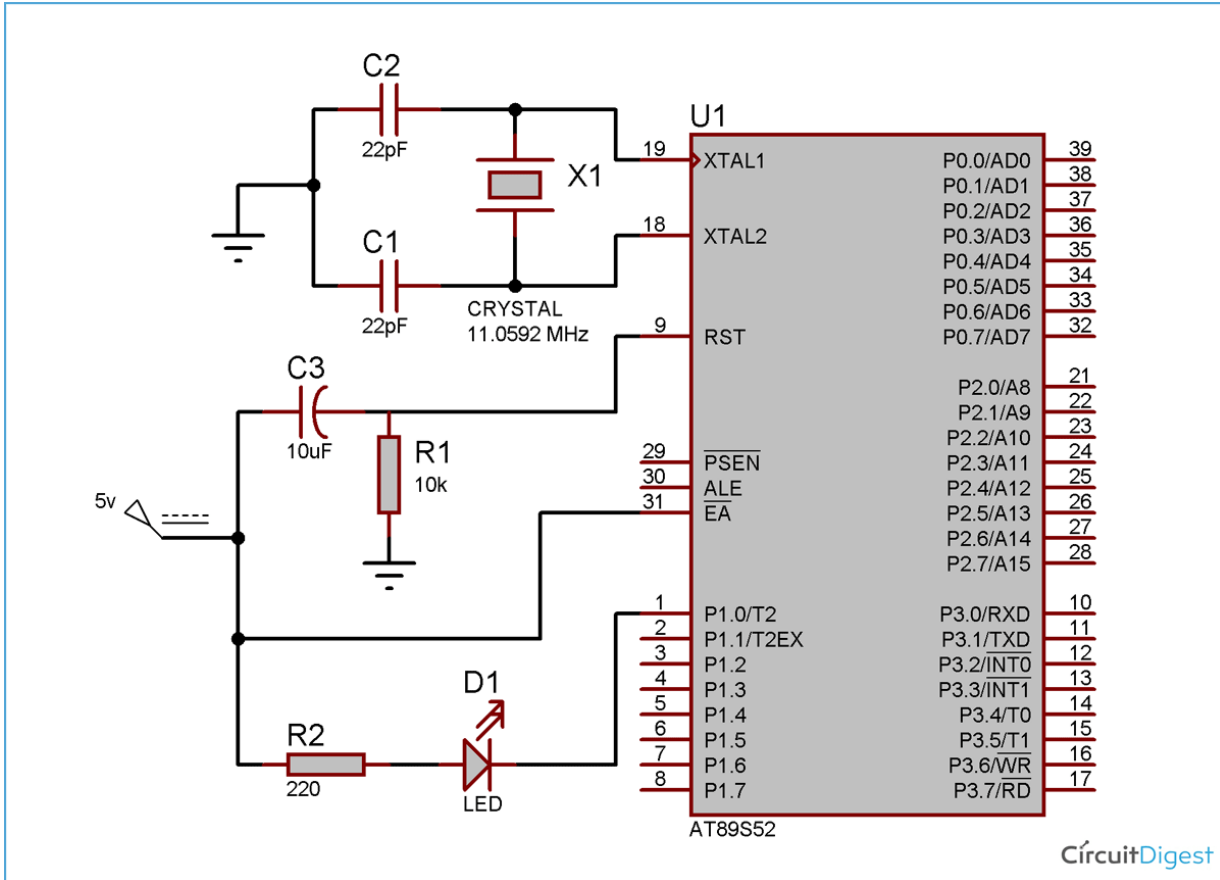 C2
22pF
X1
C1
22pF
CRYSTAL
11.0592 MHz
C3
10uF
R1
10k
5v
R2
220
D1
LED
U1
19 XTAL1
18 XTAL2
9 RST
29 PSEN
30 ALE
31 EA
1 P1.0/T2
2 P1.1/T2EX
3 P1.2
4 P1.3
5 P1.4
6 P1.5
7 P1.6
8 P1.7
P0.0/AD0 39
P0.1/AD1 38
P0.2/AD2 37
P0.3/AD3 36
P0.4/AD4 35
P0.5/AD5 34
P0.6/AD6 33
P0.7/AD7 32
P2.0/A8 21
P2.1/A9 22
P2.2/A10 23
P2.3/A11 24
P2.4/A12 25
P2.5/A13 26
P2.6/A14 27
P2.7/A15 28
P3.0/RXD 10
P3.1/TXD 11
P3.2/INT0 12
P3.3/INT1 13
P3.4/T0 14
P3.5/T1 15
P3.6/WR 16
P3.7/RD 17
AT89S52
CircuitDigest